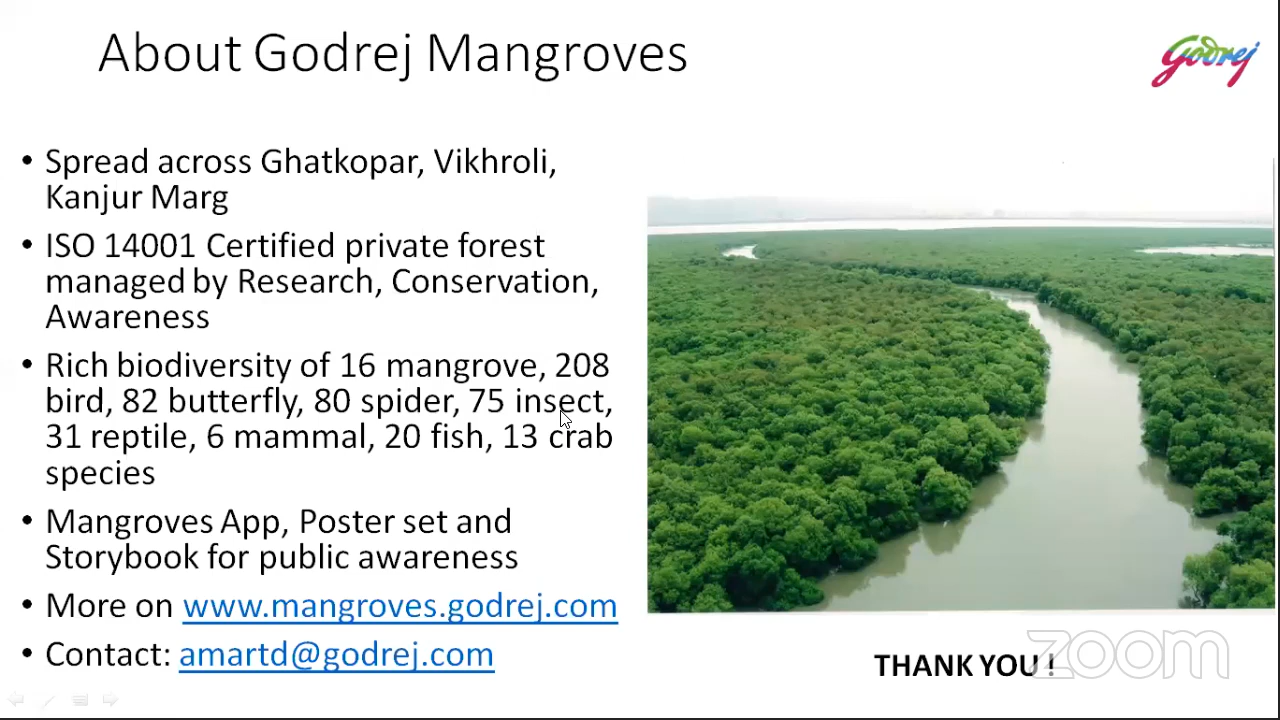 About Godrej Mangroves
Godrej
• Spread across Ghatkopar, Vikhroli,
Kanjur Marg
• ISO 14001 Certified private forest
managed by Research, Conservation,
Awareness
• Rich biodiversity of 16 mangrove, 208
bird, 82 butterfly, 80 spider, 75 insect,
31 reptile, 6 mammal, 20 fish, 13 crab
species
• Mangroves App, Poster set and
Storybook for public awareness
• More on www.mangroves.godrej.com
• Contact: amartd@godrej.com
THANK YOU !
zoom